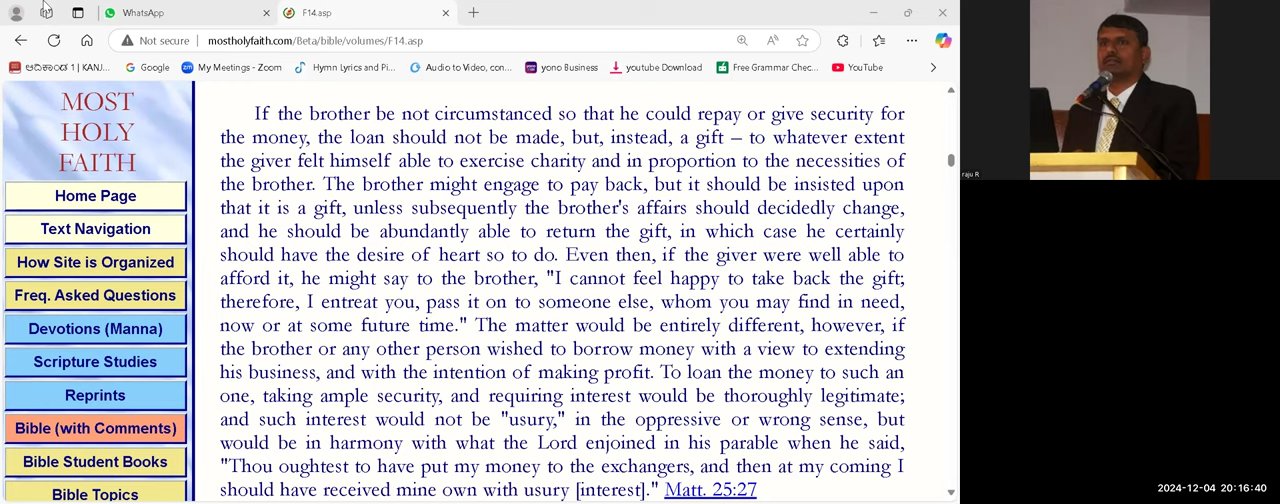 WhatsApp
F14.asp
Not secure
mostholyfaith.com/Beta/bible/volumes/F14.asp
ಆದಿಕಾಂಡ 1 | KANJ...
Google
My Meetings - Zoom
Hymn Lyrics and Pi...
Audio to Video, con...
yono Business
youtube Download
Free Grammar Chec...
YouTube
MOST
HOLY
FAITH
Home Page
Text Navigation
How Site is Organized
Freq. Asked Questions
Devotions (Manna)
Scripture Studies
Reprints
Bible (with Comments)
Bible Student Books
Bible Topics
If the brother be not circumstanced so that he could repay or give security for
the money, the loan should not be made, but, instead, a gift – to whatever extent
the giver felt himself able to exercise charity and in proportion to the necessities of
the brother. The brother might engage to pay back, but it should be insisted upon
that it is a gift, unless subsequently the brother's affairs should decidedly change,
and he should be abundantly able to return the gift, in which case he certainly
should have the desire of heart so to do. Even then, if the giver were well able to
afford it, he might say to the brother, "I cannot feel happy to take back the gift;
therefore, I entreat you, pass it on to someone else, whom you may find in need,
now or at some future time." The matter would be entirely different, however, if
the brother or any other person wished to borrow money with a view to extending
his business, and with the intention of making profit. To loan the money to such an
one, taking ample security, and requiring interest would be thoroughly legitimate;
and such interest would not be "usury," in the oppressive or wrong sense, but
would be in harmony with what the Lord enjoined in his parable when he said,
"Thou oughtest to have put my money to the exchangers, and then at my coming I
should have received mine own with usury [interest]." Matt. 25:27
raju R
2024-12-04 20:16:40